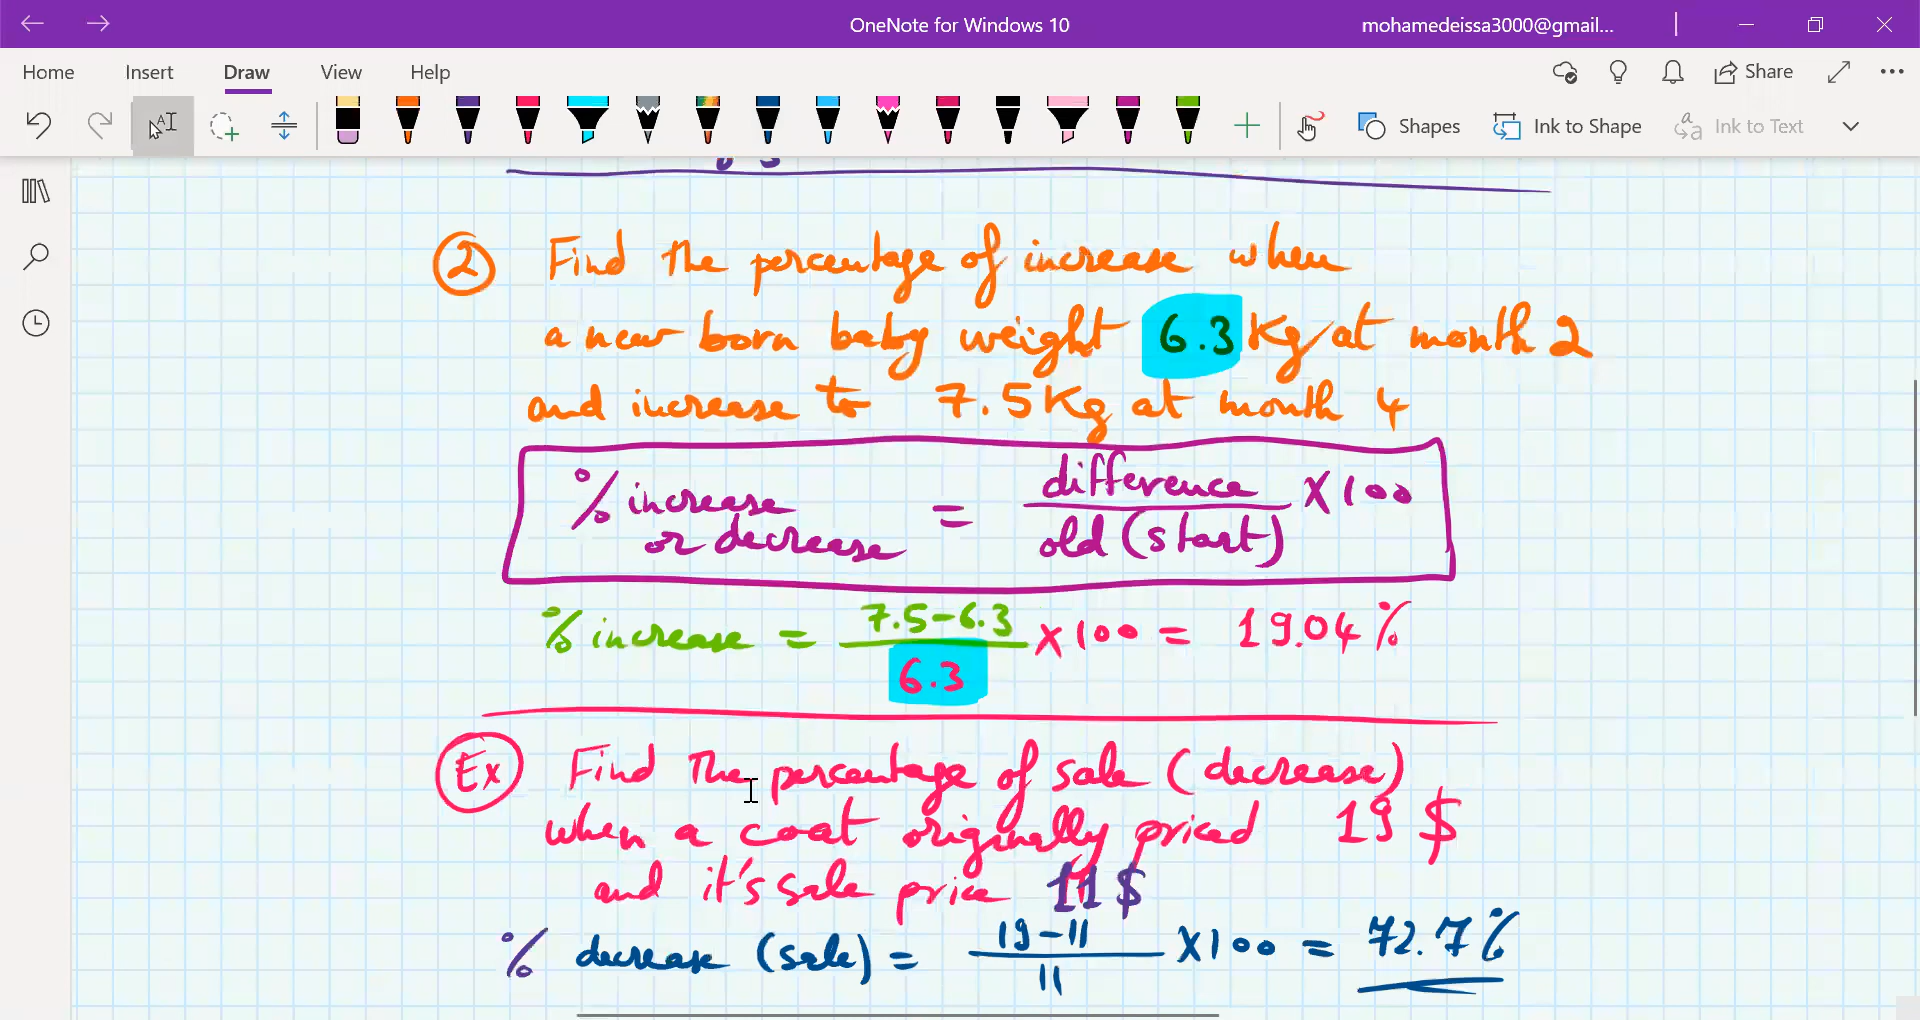 OneNote for Windows 10
mohamedeissa3000@gmail...
Home Insert Draw View Help
Share
Shapes Ink to Shape Ink to Text
2 Find the percentage of increase when
a new born baby weight 6.3 Kg at month 2
and increase to 7.5 Kg at month 4
% increase or decrease = difference / old (start) × 100
% increase = 7.5 - 6.3 / 6.3 × 100 = 19.04 %
Ex Find the percentage of sale (decrease)
when a coat originally priced 19 $
and it's sale price 11 $
% decrease (sale) = 19 - 11 / 11 × 100 = 72.7 %